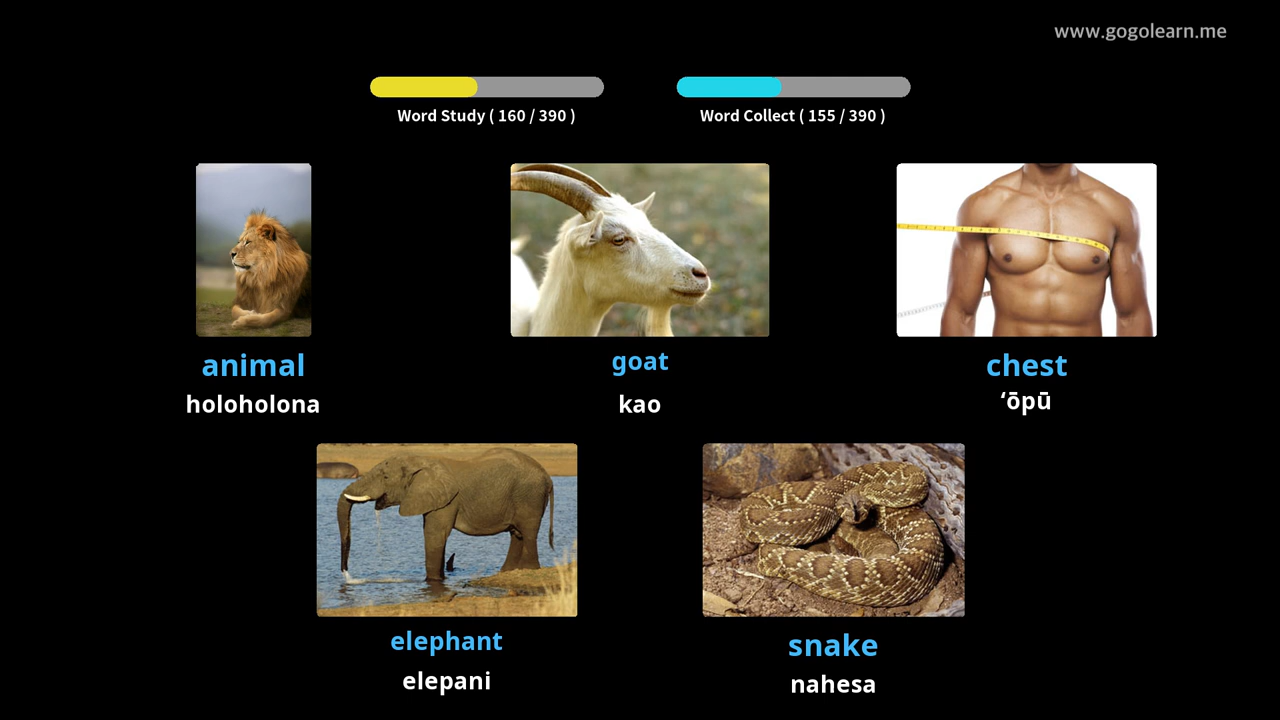 www.gogolearn.me
Word Study ( 160 / 390 )
Word Collect ( 155 / 390 )
animal
holoholona
goat
kao
chest
ʻōpū
elephant
elepani
snake
nahesa